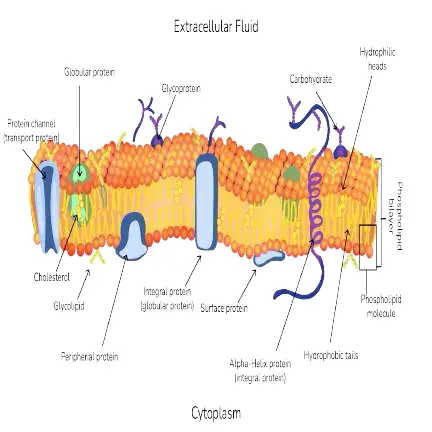 Extracellular Fluid
Hydrophilic
heads
Globular protein
Carbohydrate
Glycoprotein
Protein channel
(transport protein)
Phospholipid
bilayer
Cholesterol
Glycolipid
Integral protein
(globular protein)
Surface protein
Phospholipid
molecule
Peripherial protein
Alpha-Helix protein
(integral protein)
Hydrophobic tails
Cytoplasm